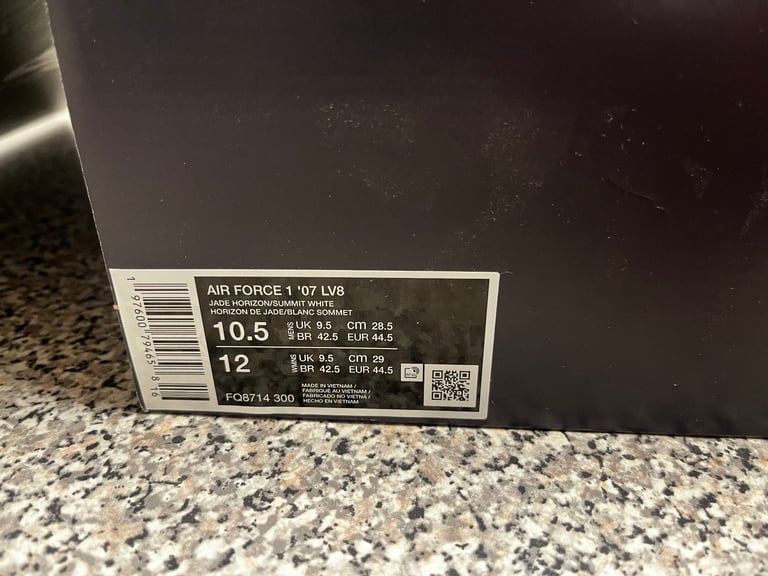 AIR FORCE 1 '07 LV8
JADE HORIZON/SUMMIT WHITE
HORIZON DE JADE/BLANC SOMMET
10.5 MENS UK 9.5 CM 28.5
BR 42.5 EUR 44.5
12 WMNS UK 9.5 CM 29
BR 42.5 EUR 44.5
MADE IN VIETNAM /
FABRIQUÉ AU VIETNAM /
FABRICADO NO VIETNÃ /
HECHO EN VIETNAM
FQ8714 300
1 97600 79465 8 16